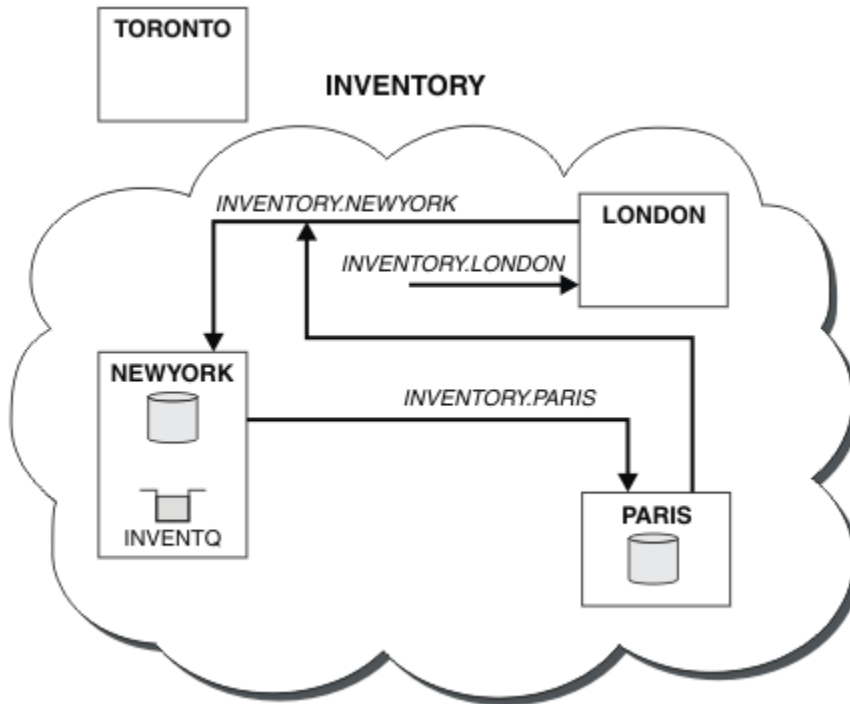 TORONTO
INVENTORY
INVENTORY.NEWYORK
LONDON
INVENTORY.LONDON
NEWYORK
INVENTORY.PARIS
INVENTQ
PARIS